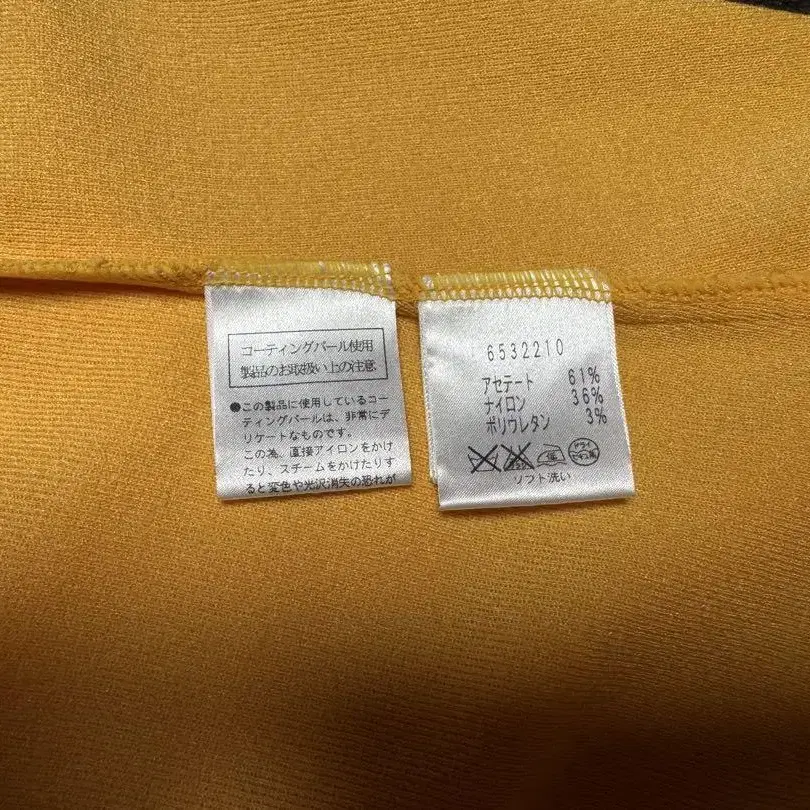 コーティングパール使用
製品のお取扱い上の注意
●この製品に使用しているコー
ティングパールは、非常にデ
リケートなものです。
この為、直接アイロンをかけ
たり、スチームをかけたりす
ると変色や光沢消失の恐れが
6532210
アセテート 61%
ナイロン 36%
ポリウレタン 3%
ドライ
ソフト洗い